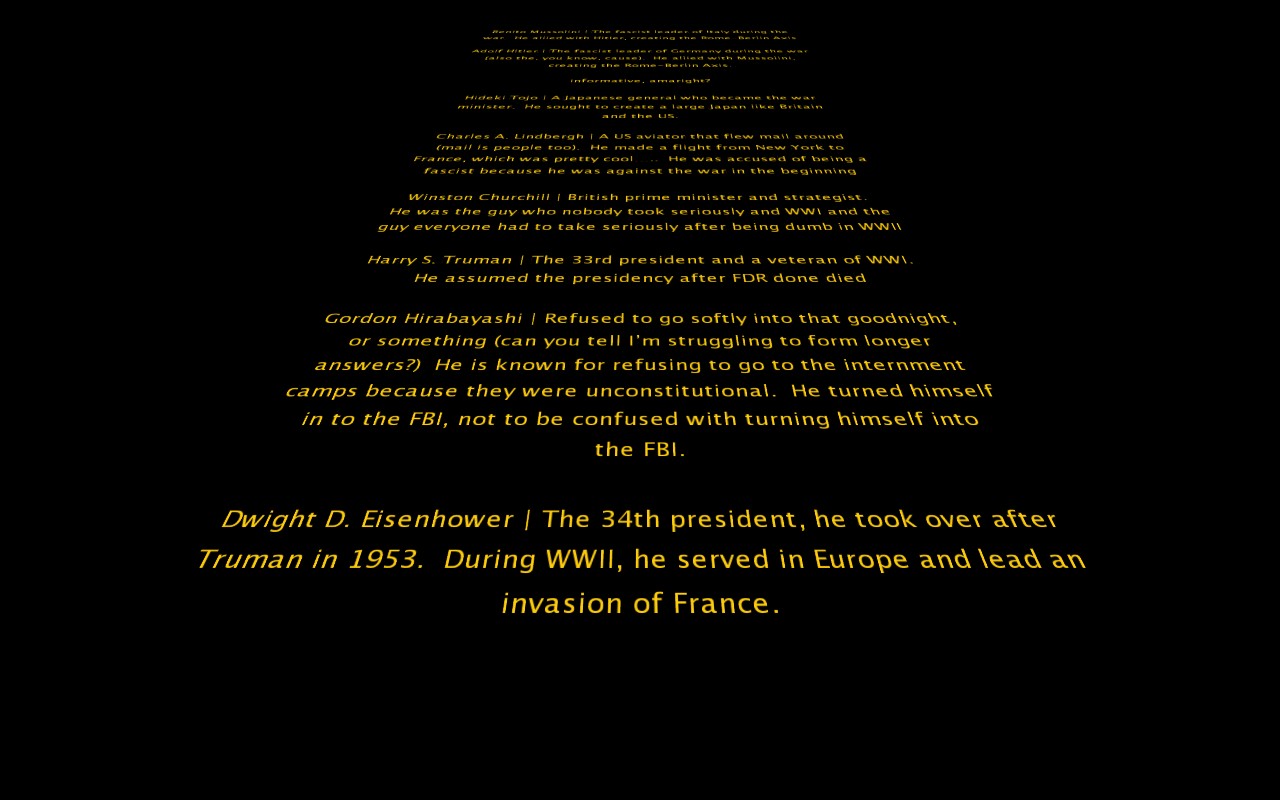 Benito Mussolini | The fascist leader of Italy during the
war. He allied with Hitler, creating the Rome-Berlin Axis
Adolf Hitler | The fascist leader of Germany during the war
(also the, you know, cause). He allied with Mussolini,
creating the Rome-Berlin Axis.
informative, amaright?
Hideki Tojo | A Japanese general who became the war
minister. He sought to create a large Japan like Britain
and the US.
Charles A. Lindbergh | A US aviator that flew mail around
(mail is people too). He made a flight from New York to
France, which was pretty cool .... He was accused of being a
fascist because he was against the war in the beginning
Winston Churchill | British prime minister and strategist.
He was the guy who nobody took seriously and WWI and the
guy everyone had to take seriously after being dumb in WWII
Harry S. Truman | The 33rd president and a veteran of WWI.
He assumed the presidency after FDR done died
Gordon Hirabayashi | Refused to go softly into that goodnight,
or something (can you tell I'm struggling to form longer
answers?) He is known for refusing to go to the internment
camps because they were unconstitutional. He turned himself
in to the FBI, not to be confused with turning himself into
the FBI.
Dwight D. Eisenhower | The 34th president, he took over after
Truman in 1953. During WWII, he served in Europe and lead an
invasion of France.